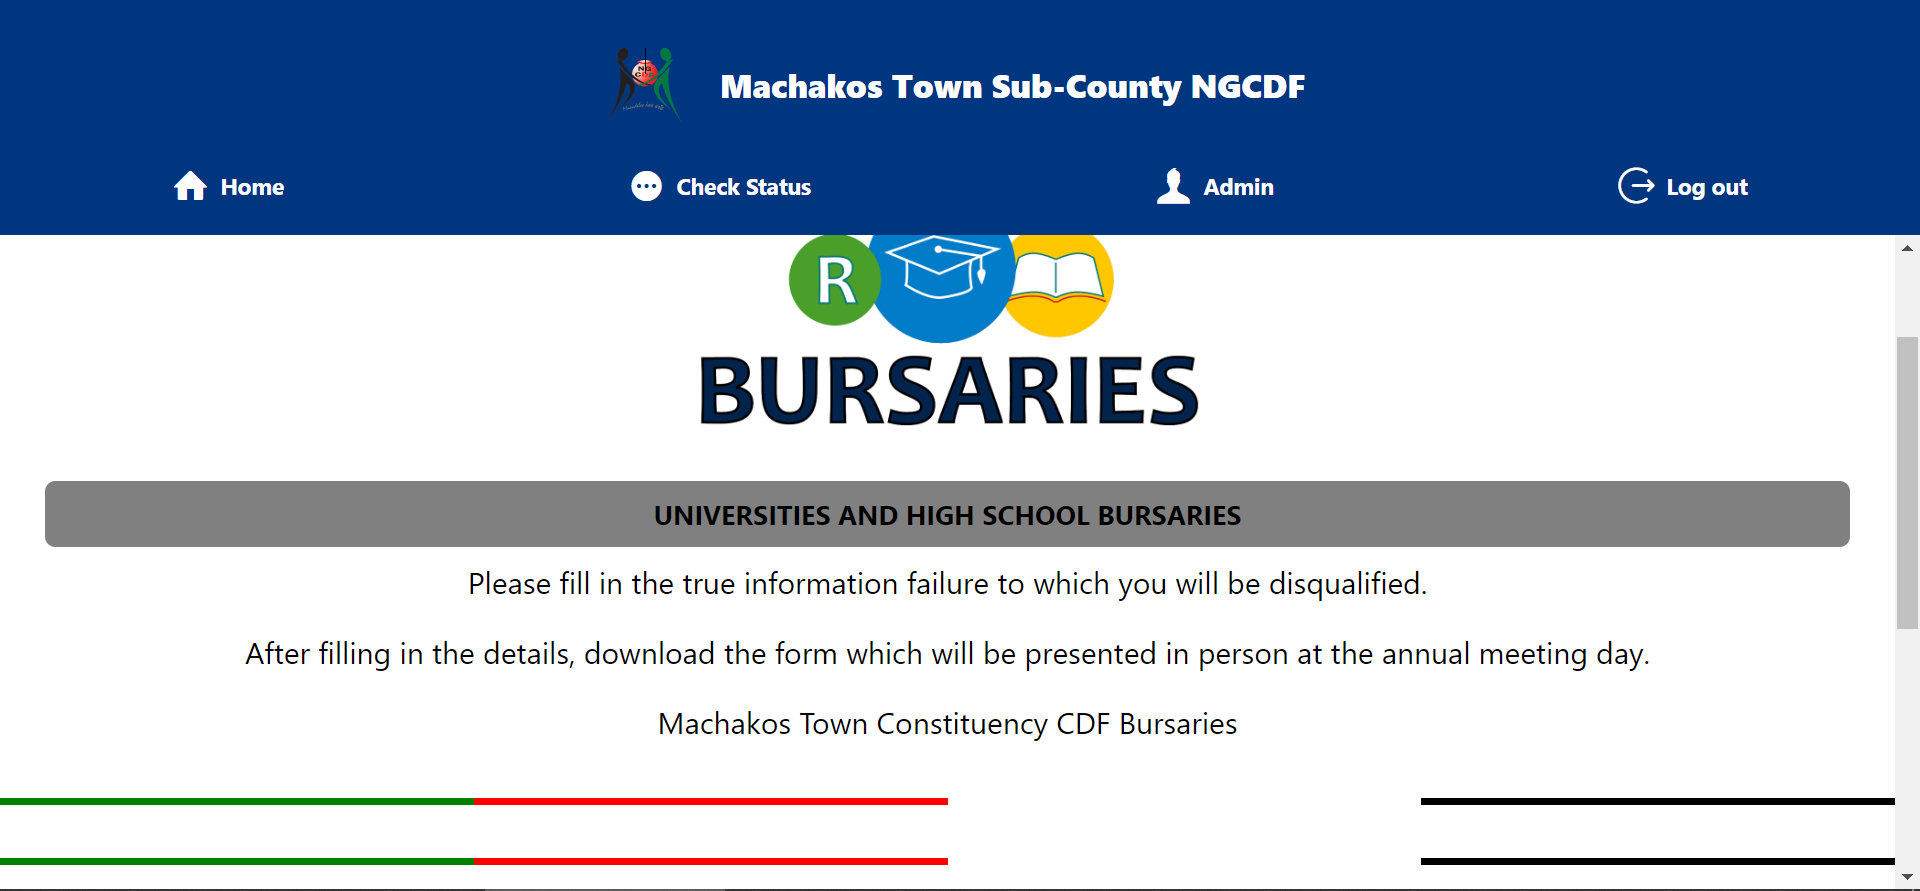 NG
Machakos Town Sub-County NGCDF
Home
Check Status
Admin
Log out
R
BURSARIES
UNIVERSITIES AND HIGH SCHOOL BURSARIES
Please fill in the true information failure to which you will be disqualified.
After filling in the details, download the form which will be presented in person at the annual meeting day.
Machakos Town Constituency CDF Bursaries